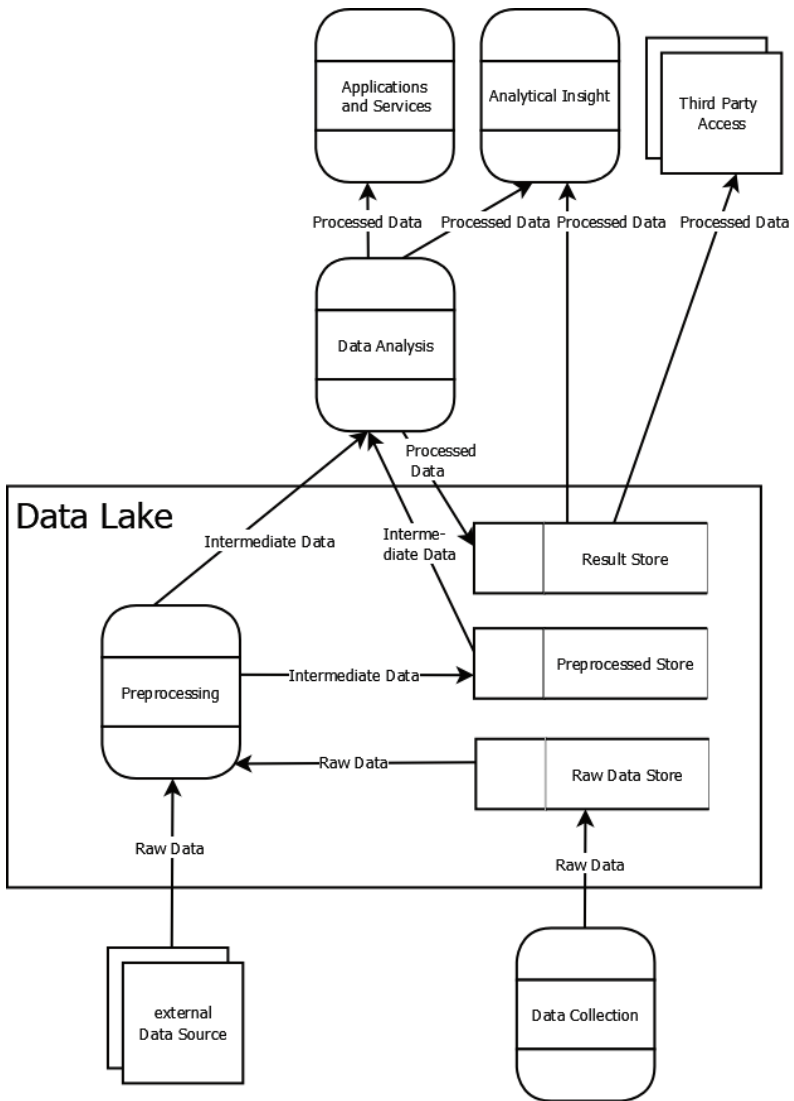 Applications
and Services
Analytical Insight
Third Party
Access
Processed Data
Processed Data
Processed Data
Processed Data
Data Analysis
Processed
Data
Data Lake
Intermediate Data
Interme-
diate Data
Result Store
Preprocessing
Intermediate Data
Preprocessed Store
Raw Data
Raw Data Store
Raw Data
Raw Data
external
Data Source
Data Collection